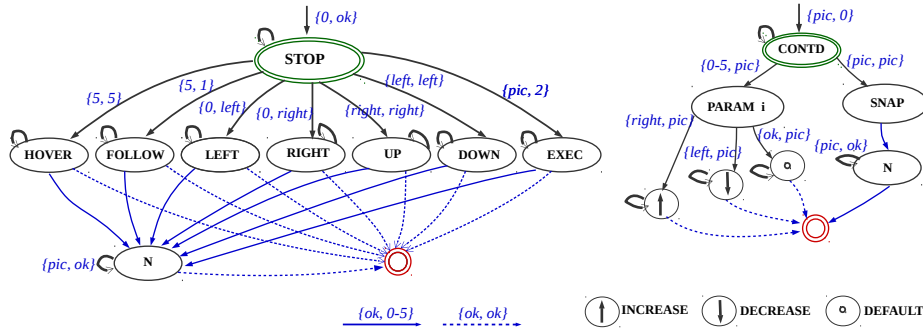 {0, ok}
{pic, 0}
STOP
CONTD
{0-5, pic}
{pic, pic}
{5, 5}
{5, 1}
{0, left}
{0, right}
{right, right}
{left, left}
{pic, 2}
PARAM i
SNAP
{right, pic}
{left, pic}
{ok, pic}
{pic, ok}
HOVER
FOLLOW
LEFT
RIGHT
UP
DOWN
EXEC
α
N
{pic, ok}
N
{ok, 0-5}
{ok, ok}
INCREASE
DECREASE
α
DEFAULT